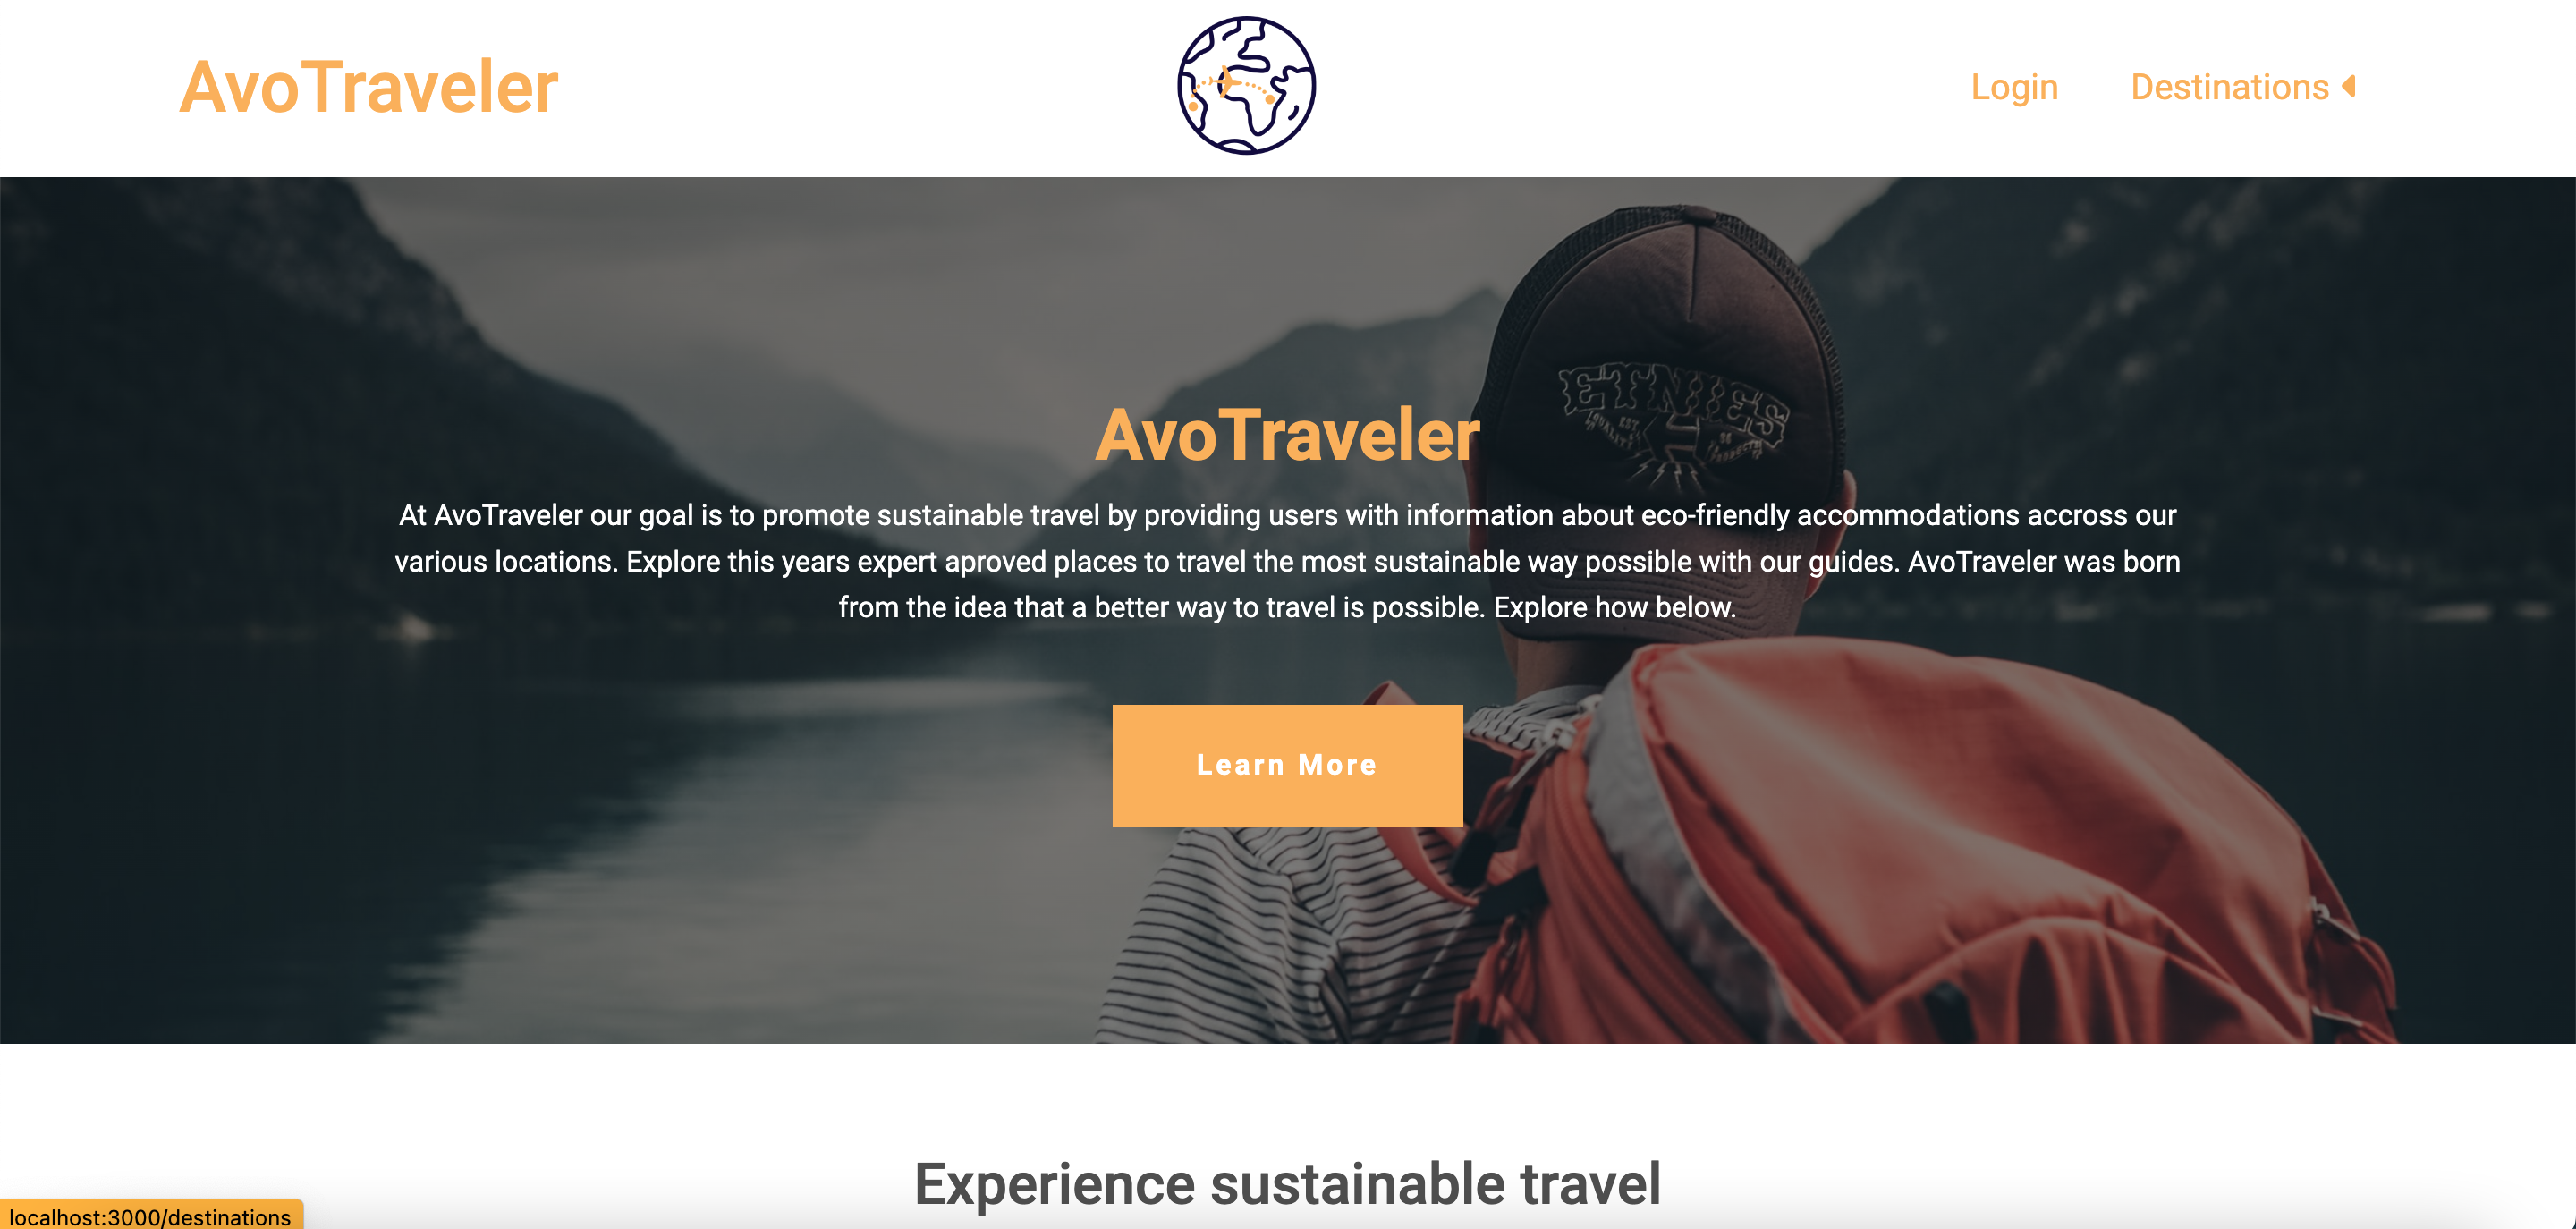 AvoTraveler
Login
Destinations
ETNIES
EST.
QUALITY
AvoTraveler
At AvoTraveler our goal is to promote sustainable travel by providing users with information about eco-friendly accommodations accross our
various locations. Explore this years expert aproved places to travel the most sustainable way possible with our guides. AvoTraveler was born
from the idea that a better way to travel is possible. Explore how below.
Learn More
Experience sustainable travel
localhost:3000/destinations